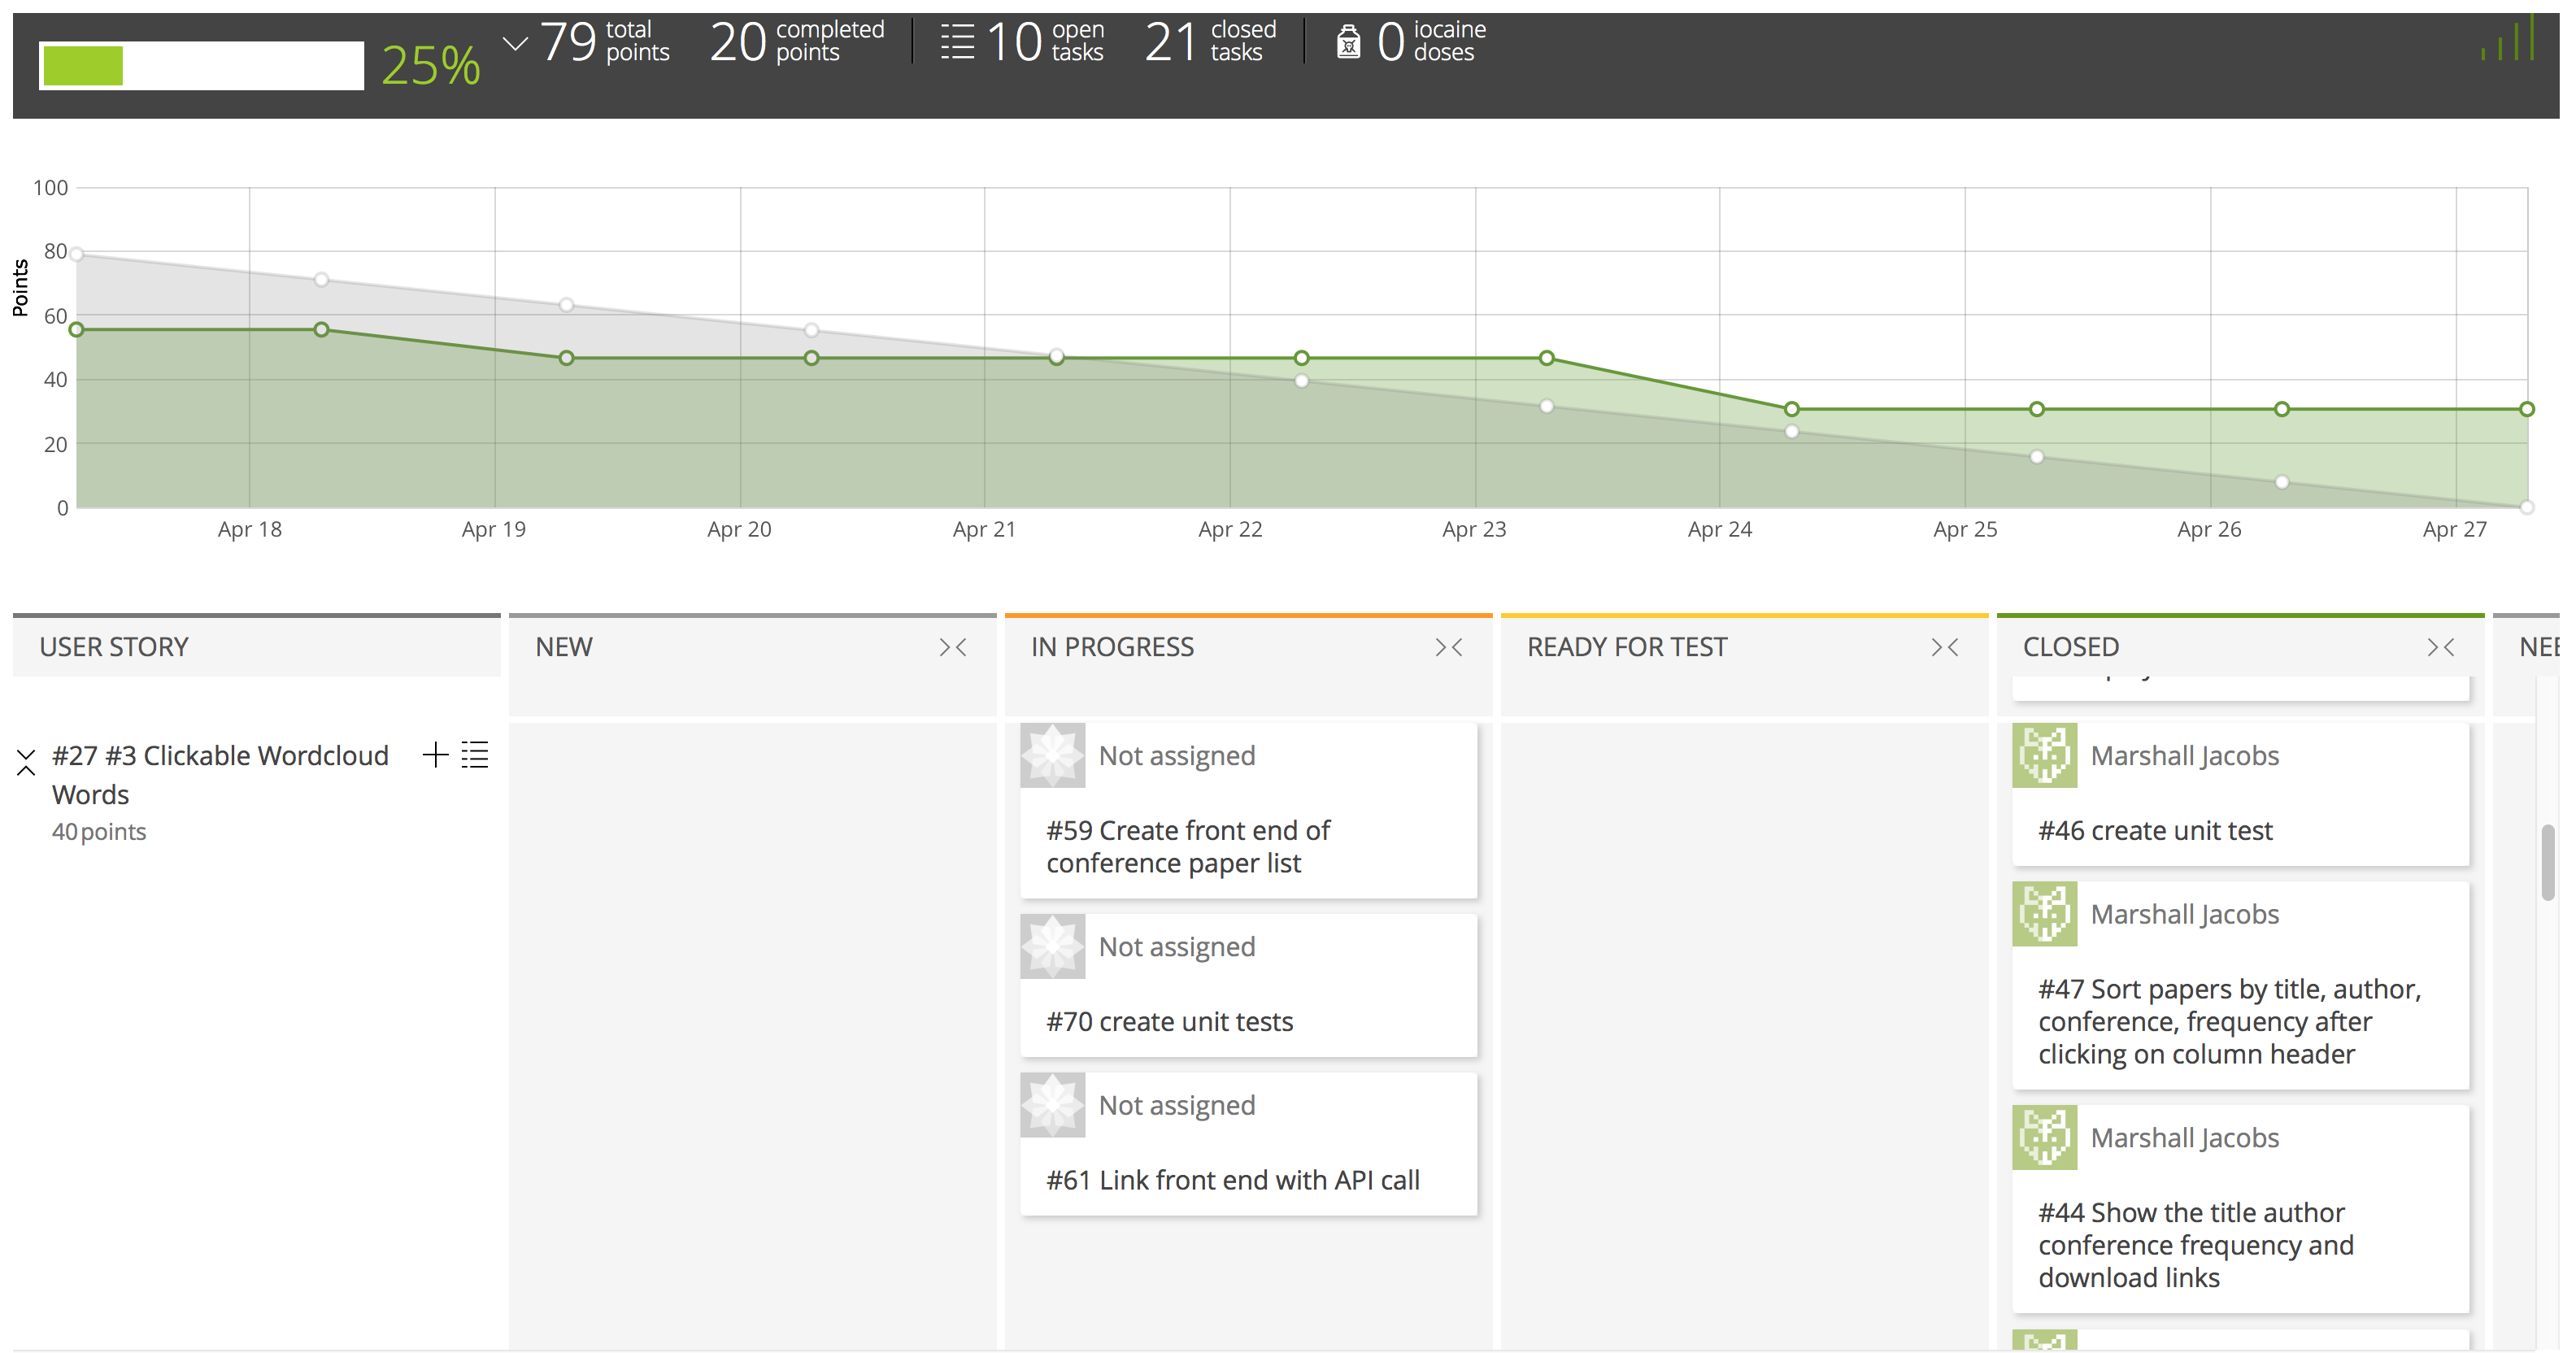 25%
79 total points
20 completed points
10 open tasks
21 closed tasks
0 iocaine doses
Points
100
80
60
40
20
0
Apr 18
Apr 19
Apr 20
Apr 21
Apr 22
Apr 23
Apr 24
Apr 25
Apr 26
Apr 27
USER STORY
NEW
IN PROGRESS
READY FOR TEST
CLOSED
#27 #3 Clickable Wordcloud
Words
40 points
Not assigned
#59 Create front end of
conference paper list
Not assigned
#70 create unit tests
Not assigned
#61 Link front end with API call
Marshall Jacobs
#46 create unit test
Marshall Jacobs
#47 Sort papers by title, author,
conference, frequency after
clicking on column header
Marshall Jacobs
#44 Show the title author
conference frequency and
download links